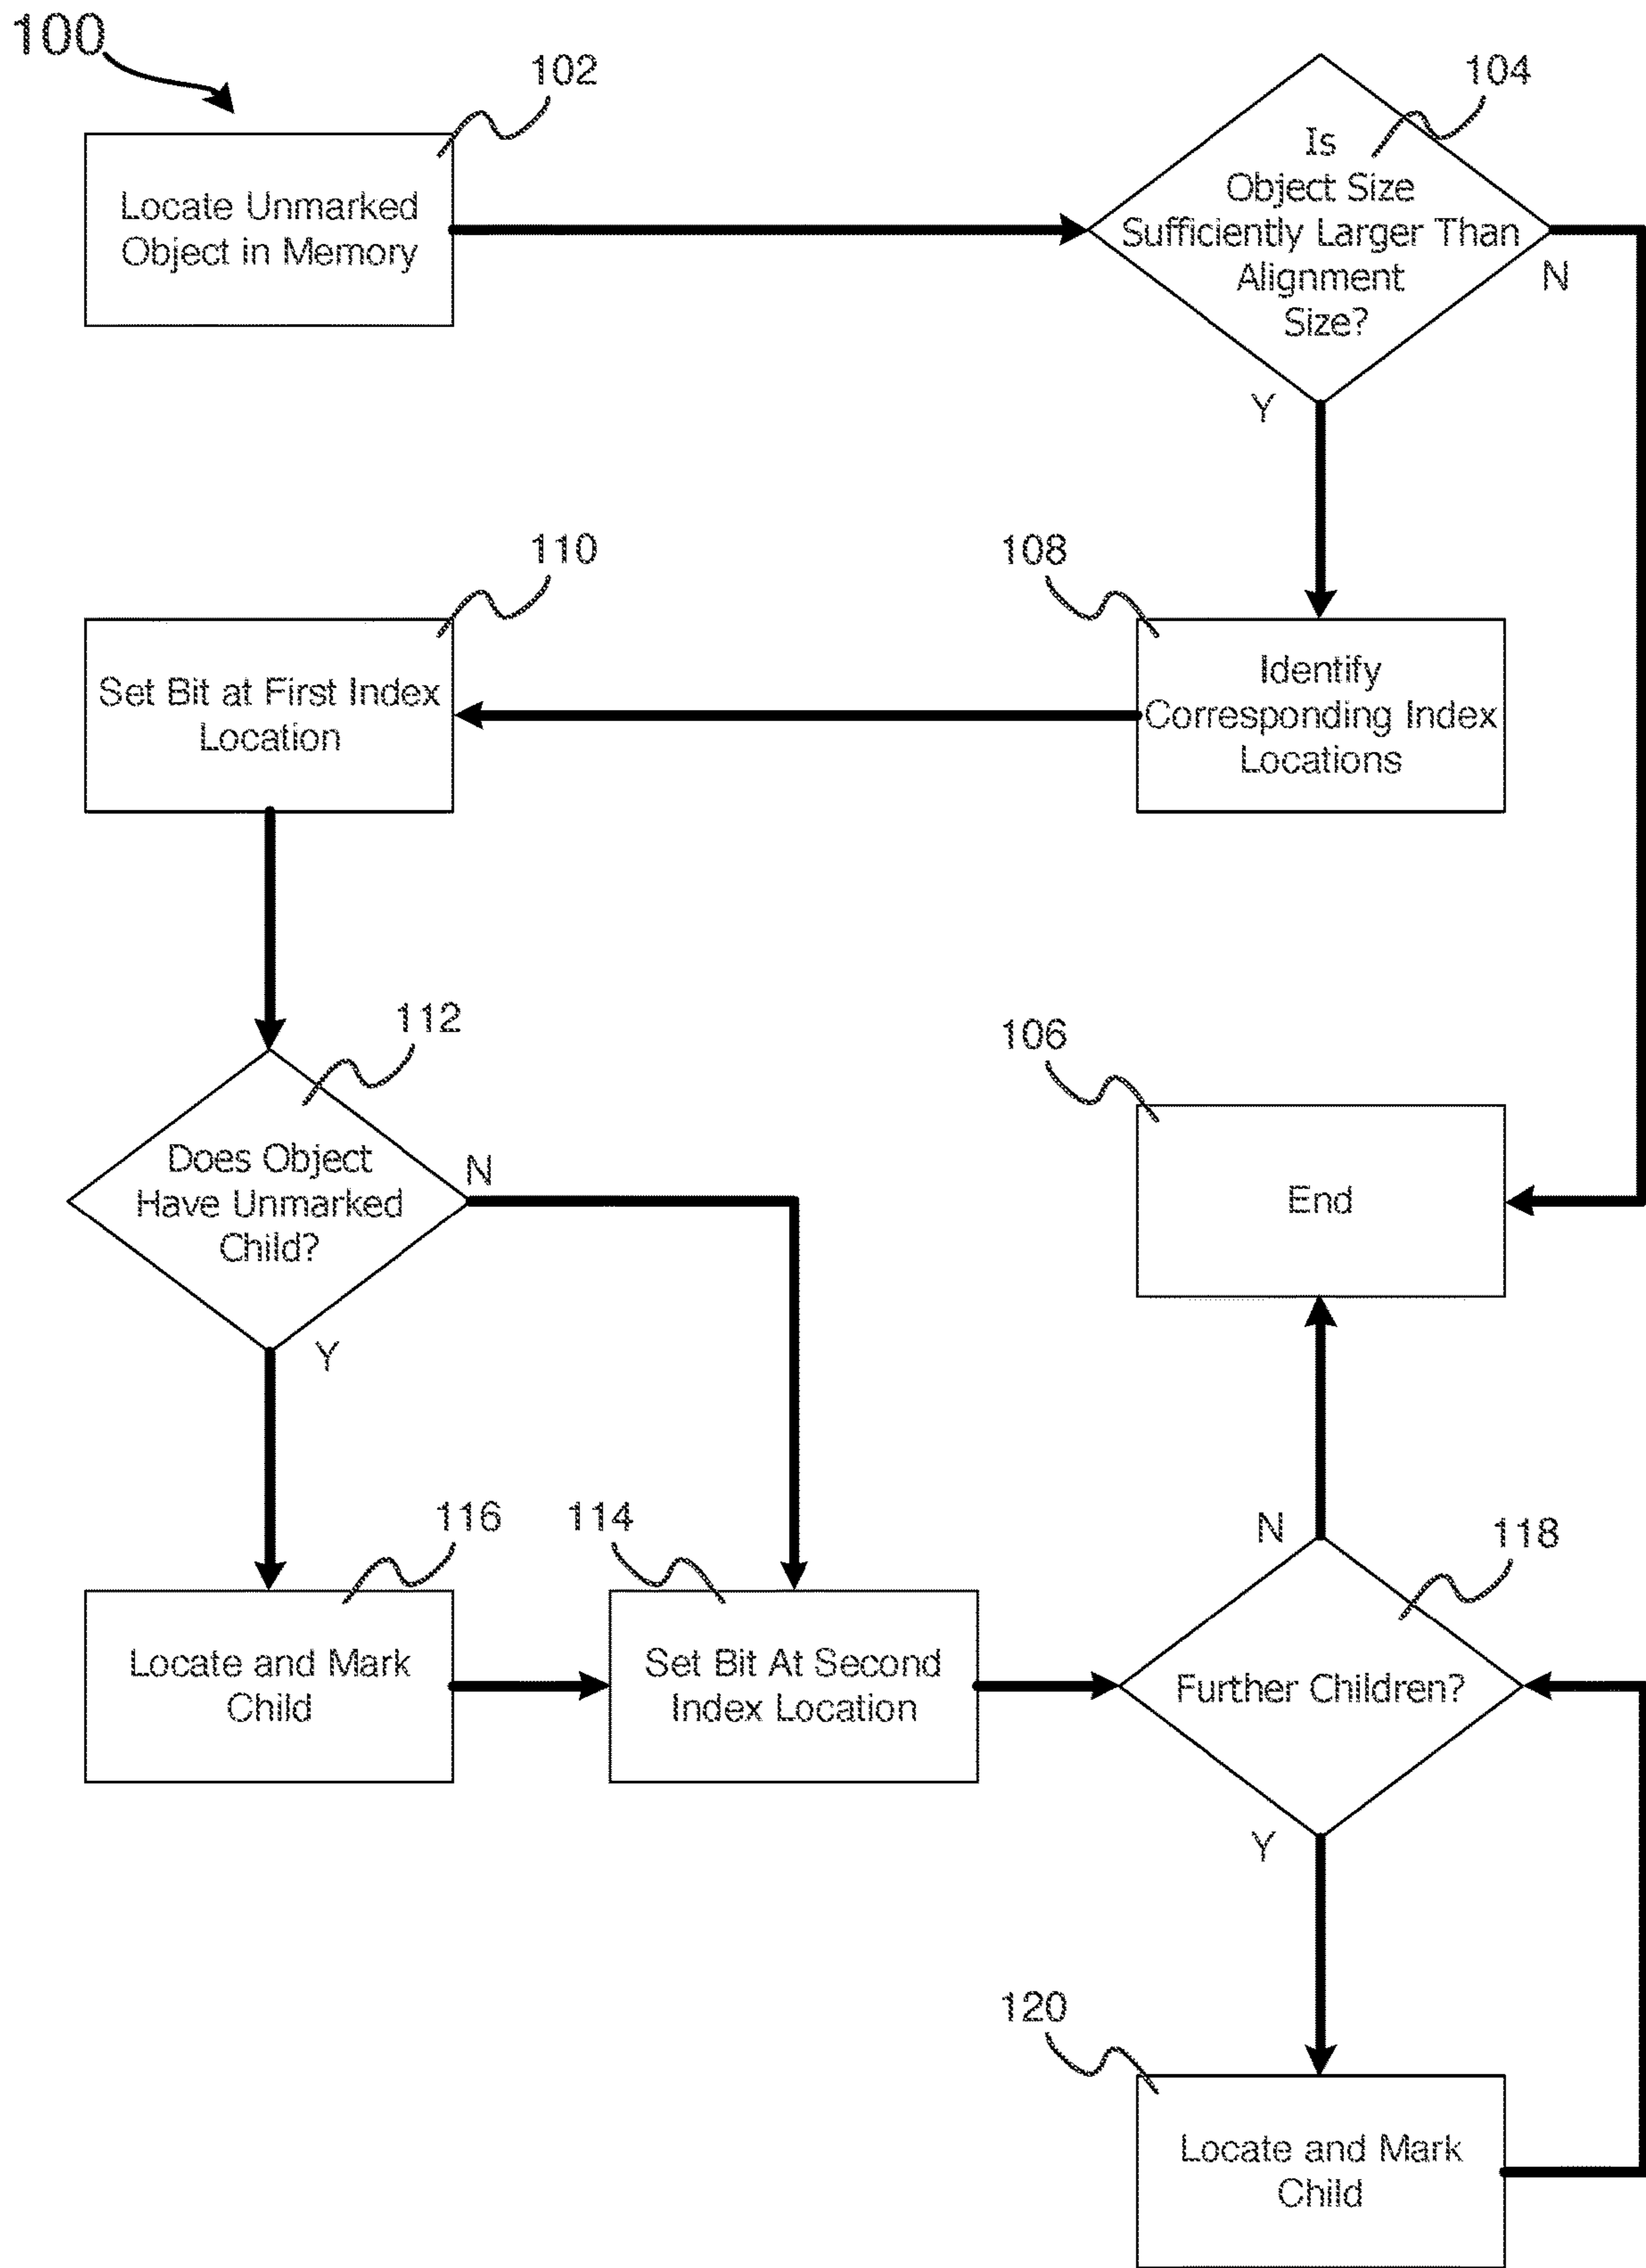 100
102
Locate Unmarked
Object in Memory
104
Is
Object Size
Sufficiently Larger Than
Alignment
Size?
N
Y
110
Set Bit at First Index
Location
108
Identify
Corresponding Index
Locations
112
Does Object
Have Unmarked
Child?
N
Y
106
End
116
Locate and Mark
Child
114
Set Bit At Second
Index Location
N
118
Further Children?
Y
120
Locate and Mark
Child